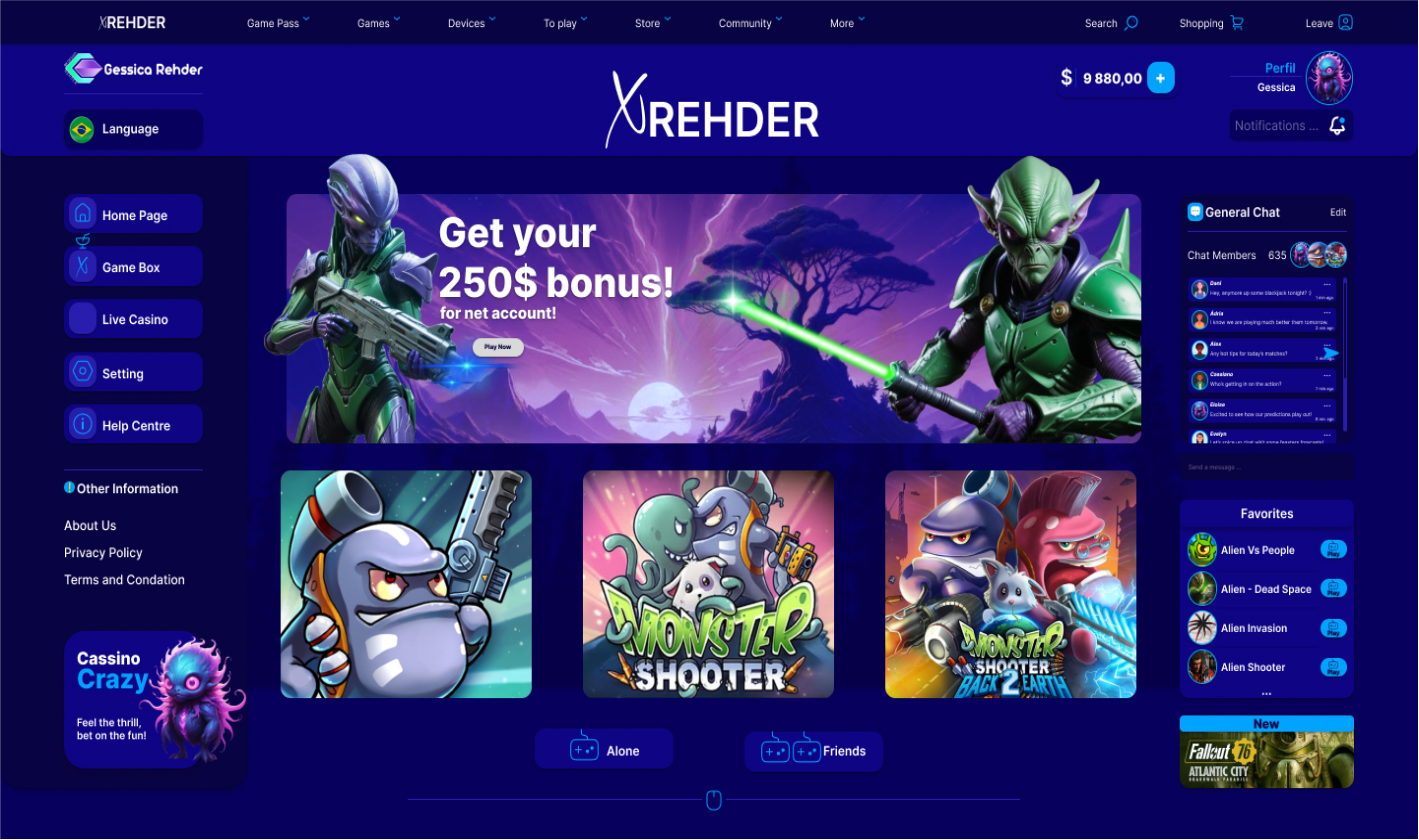 XREHDER
Game Pass
Games
Devices
To play
Store
Community
More
Search
Shopping
Leave
Gessica Rehder
Language
XREHDER
$ 9 880,00 +
Perfil
Gessica
Notifications ...
Home Page
Game Box
Live Casino
Setting
Help Centre
Other Information
About Us
Privacy Policy
Terms and Condation
Cassino
Crazy
Feel the thrill,
bet on the fun!
Get your
250$ bonus!
for net account!
Play Now
MONSTER
SHOOTER
MONSTER
SHOOTER
BACK 2 EARTH
Alone
Friends
General Chat
Edit
Chat Members 635
Dani
Hey, anymore up some blackjack tonight? :)
1 min ago
Adria
I know we are playing much better them tomorrow.
Alex
Any hot tips for today's matches?
Cassiano
Who's getting in on the action?
Eloise
Excited to see how our predictions play out!
Evelyn
Send a message ...
Favorites
Alien Vs People
Play
Alien - Dead Space
Play
Alien Invasion
Play
Alien Shooter
Play
...
New
Fallout 76
ATLANTIC CITY
BOARDWALK PARADISE